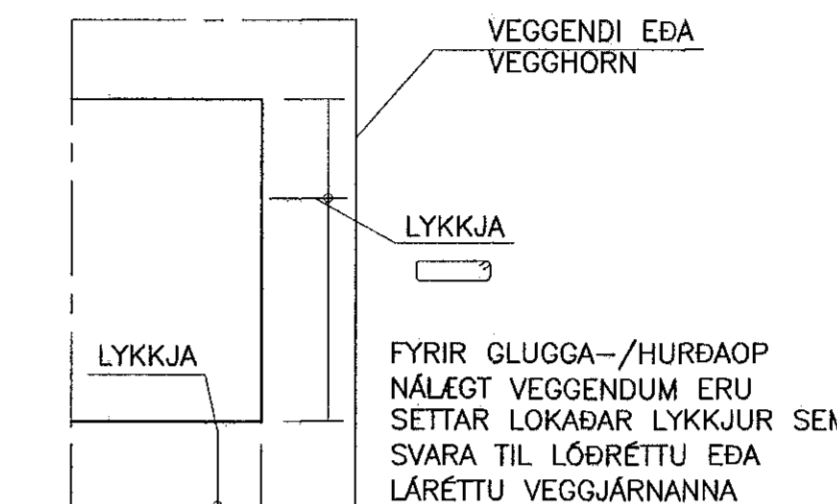 VEGGENDI EÐA
VEGGHORN
LYKKJA
LYKKJA
FYRIR GLUGGA-/HURÐAOP
NÁLÆGT VEGGENDUM ERU
SETTAR LOKAÐAR LYKKJUR
SVARA TIL LÓÐRÉTTU EÐA
LÁRÉTTU VEGGJÁRNANNA